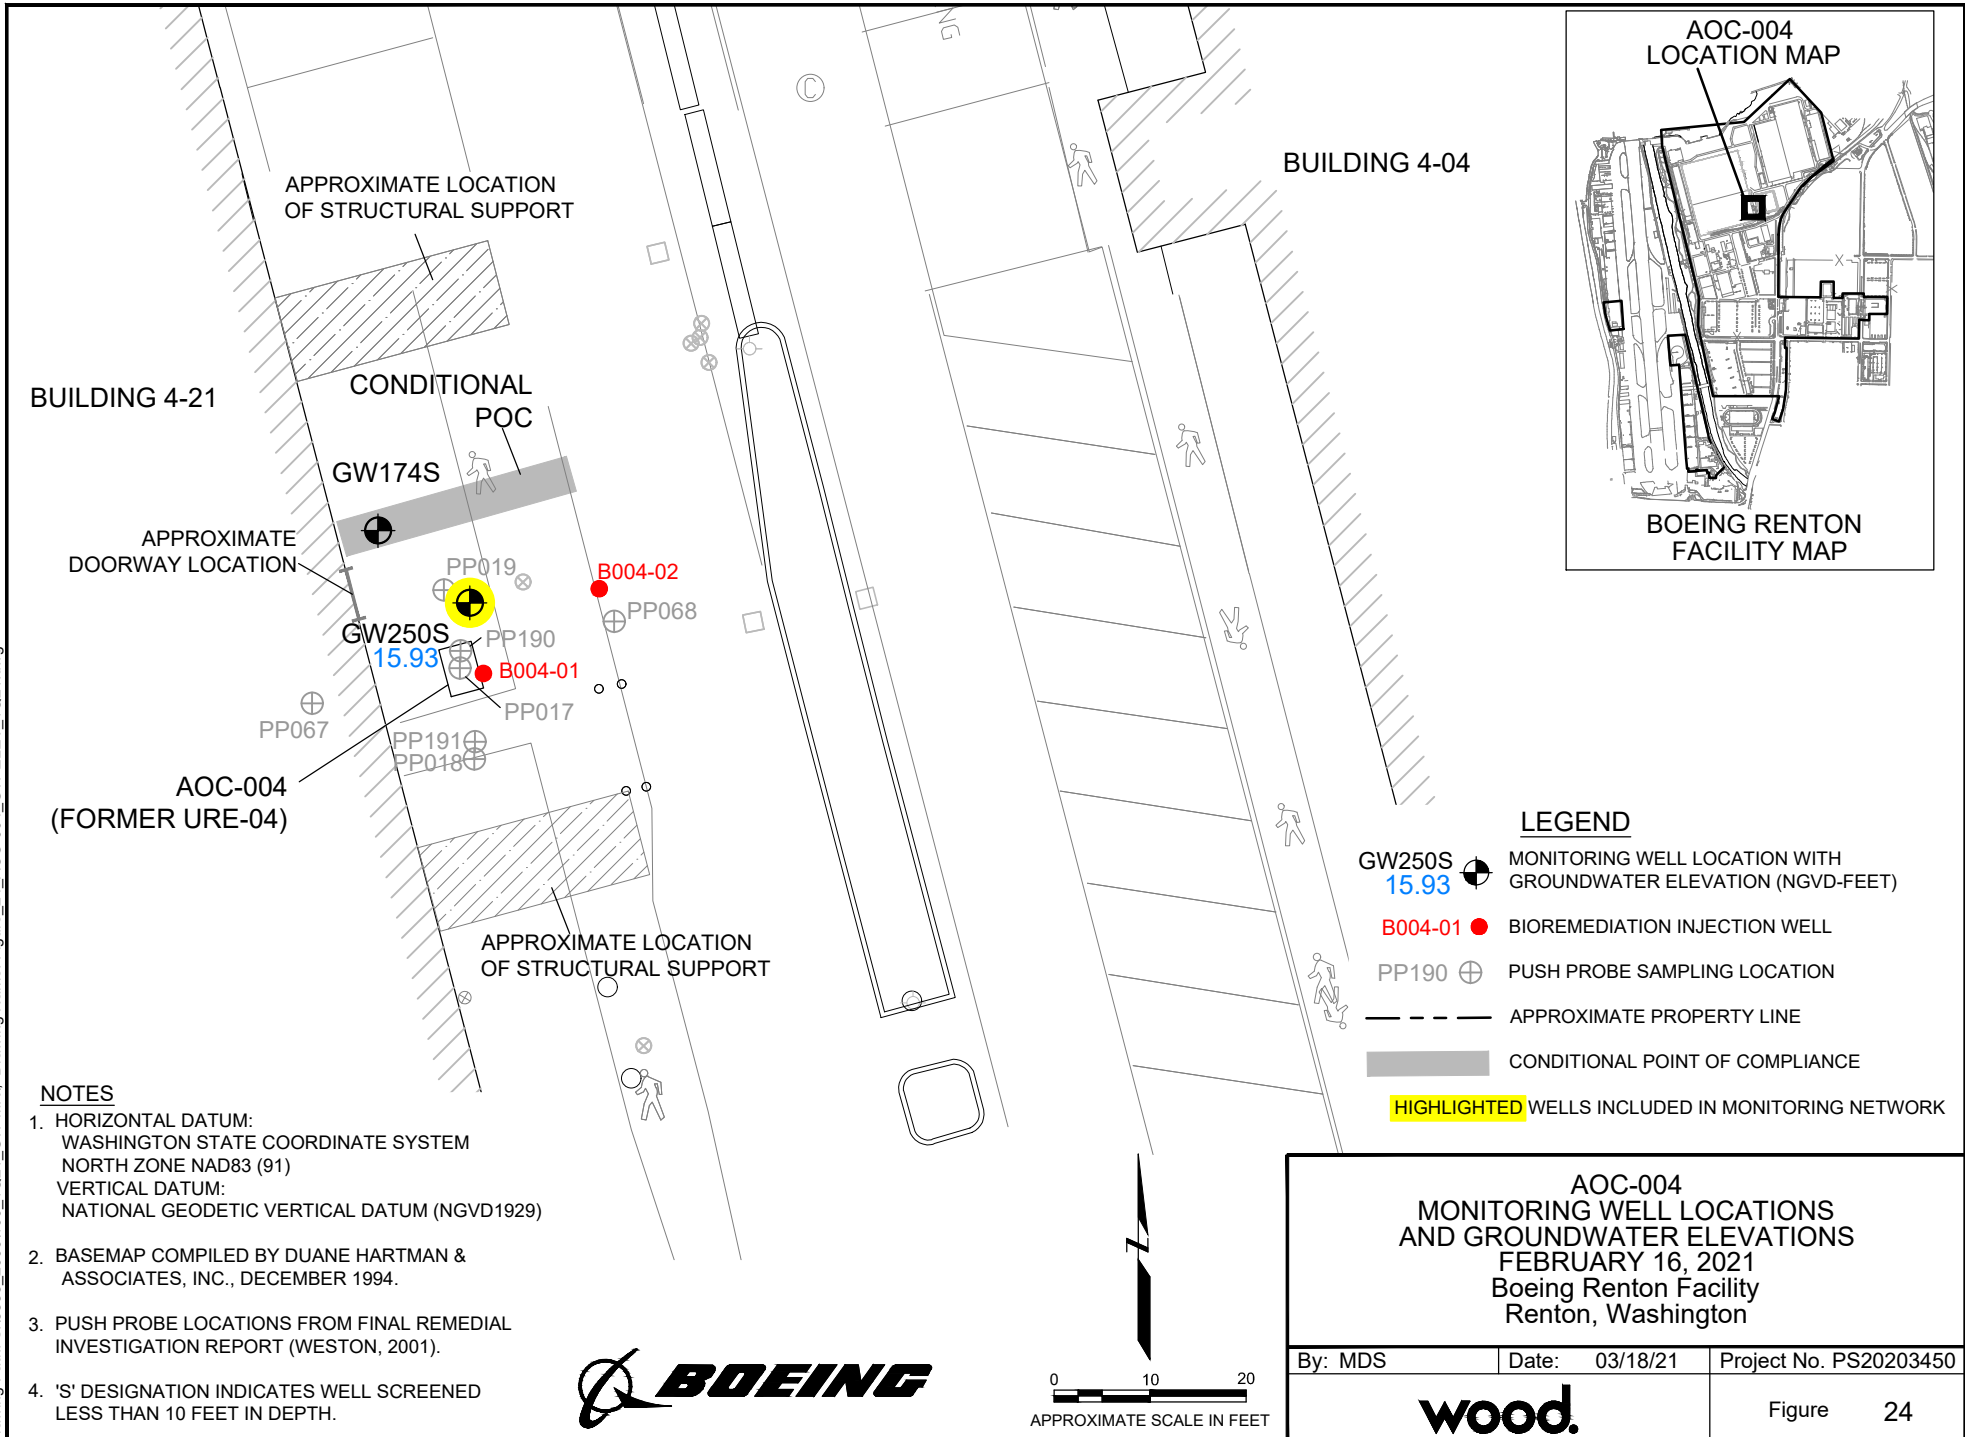 AOC-004
LOCATION MAP
BOEING RENTON
FACILITY MAP
NG
C
BUILDING 4-04
APPROXIMATE LOCATION
OF STRUCTURAL SUPPORT
BUILDING 4-21
CONDITIONAL
POC
GW174S
APPROXIMATE
DOORWAY LOCATION
PP019
B004-02
PP068
GW250S
15.93
PP190
B004-01
PP017
PP067
PP191
PP018
AOC-004
(FORMER URE-04)
APPROXIMATE LOCATION
OF STRUCTURAL SUPPORT
LEGEND
GW250S
15.93
MONITORING WELL LOCATION WITH
GROUNDWATER ELEVATION (NGVD-FEET)
B004-01 BIOREMEDIATION INJECTION WELL
PP190 PUSH PROBE SAMPLING LOCATION
APPROXIMATE PROPERTY LINE
CONDITIONAL POINT OF COMPLIANCE
HIGHLIGHTED WELLS INCLUDED IN MONITORING NETWORK
NOTES
1. HORIZONTAL DATUM:
WASHINGTON STATE COORDINATE SYSTEM
NORTH ZONE NAD83 (91)
VERTICAL DATUM:
NATIONAL GEODETIC VERTICAL DATUM (NGVD1929)
2. BASEMAP COMPILED BY DUANE HARTMAN &
ASSOCIATES, INC., DECEMBER 1994.
3. PUSH PROBE LOCATIONS FROM FINAL REMEDIAL
INVESTIGATION REPORT (WESTON, 2001).
4. 'S' DESIGNATION INDICATES WELL SCREENED
LESS THAN 10 FEET IN DEPTH.
BOEING
Z
0 10 20
APPROXIMATE SCALE IN FEET
AOC-004
MONITORING WELL LOCATIONS
AND GROUNDWATER ELEVATIONS
FEBRUARY 16, 2021
Boeing Renton Facility
Renton, Washington
By: MDS Date: 03/18/21 Project No. PS20203450
wood.
Figure 24